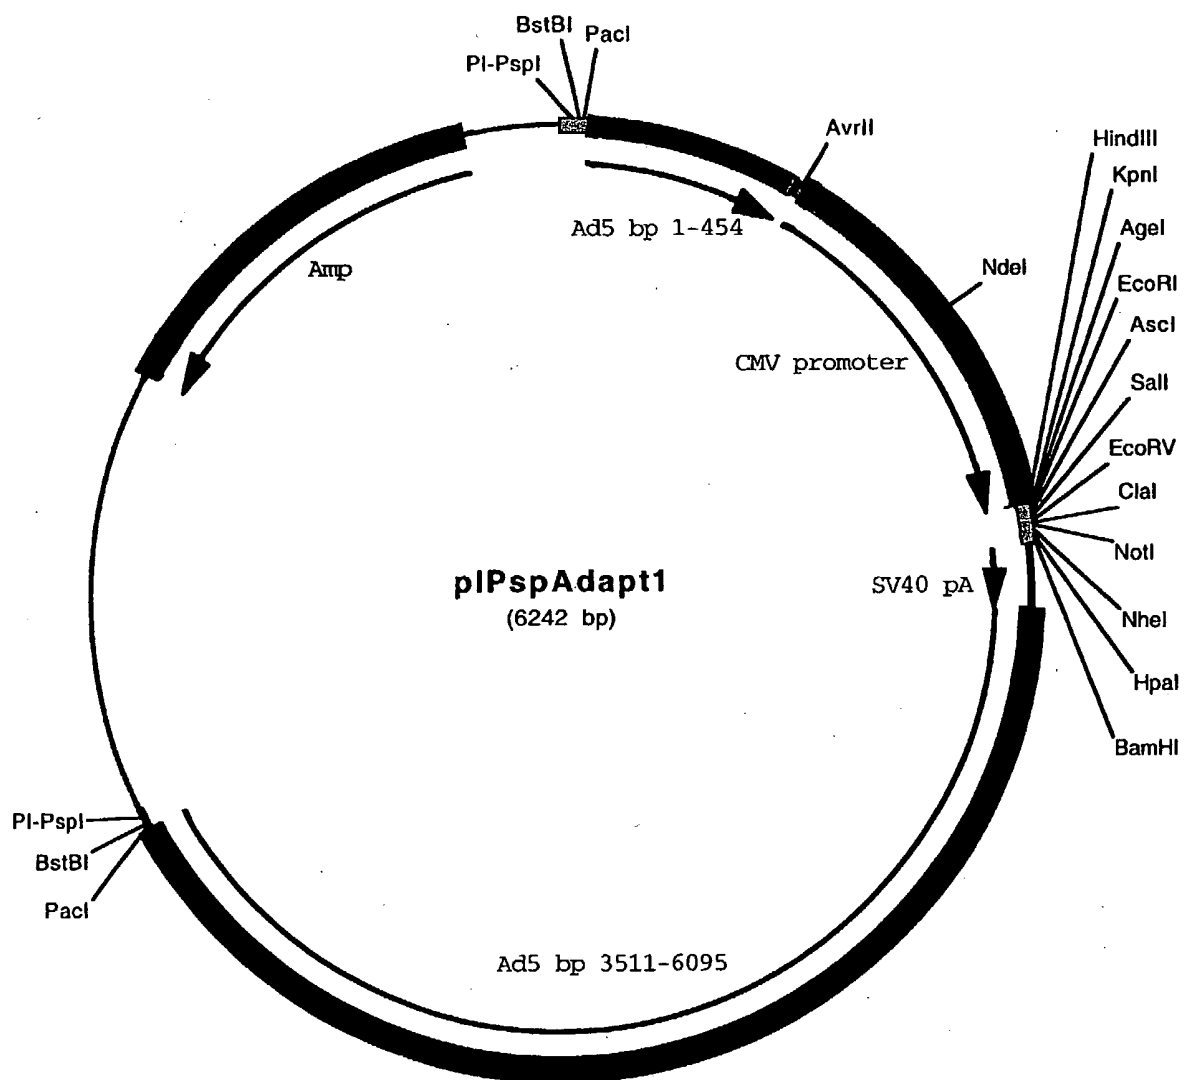 BstBI
PacI
PI-PspI
AvrII
HindIII
KpnI
AgeI
EcoRI
AscI
SalI
EcoRV
ClaI
NotI
NheI
HpaI
BamHI
NdeI
Ad5 bp 1-454
Amp
CMV promoter
pIPspAdapt1
(6242 bp)
SV40 pA
PI-PspI
BstBI
PacI
Ad5 bp 3511-6095